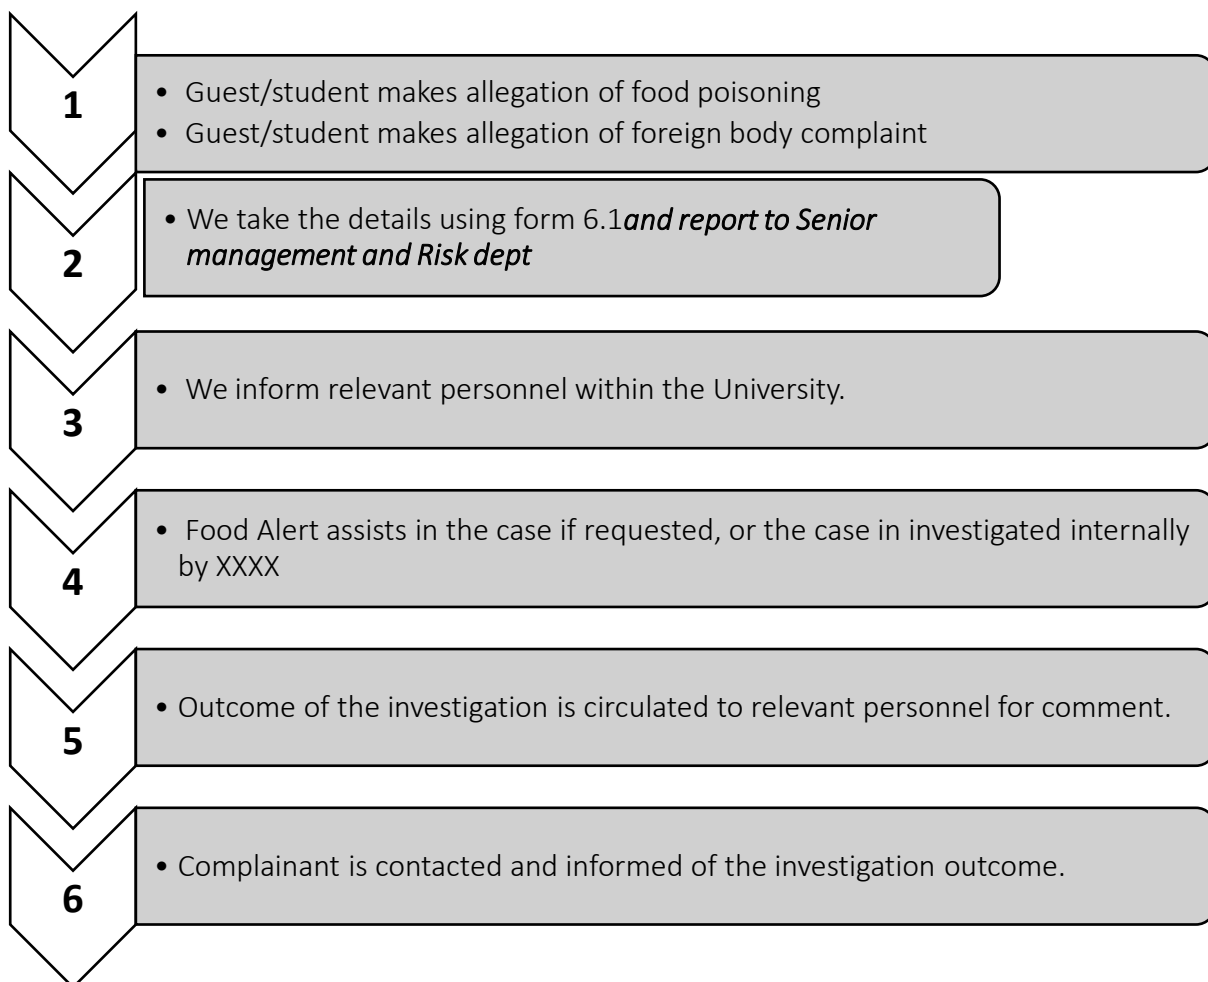 1
• Guest/student makes allegation of food poisoning
• Guest/student makes allegation of foreign body complaint
2
• We take the details using form 6.1and report to Senior
management and Risk dept
3
• We inform relevant personnel within the University.
4
• Food Alert assists in the case if requested, or the case in investigated internally
by XXXX
5
• Outcome of the investigation is circulated to relevant personnel for comment.
6
• Complainant is contacted and informed of the investigation outcome.